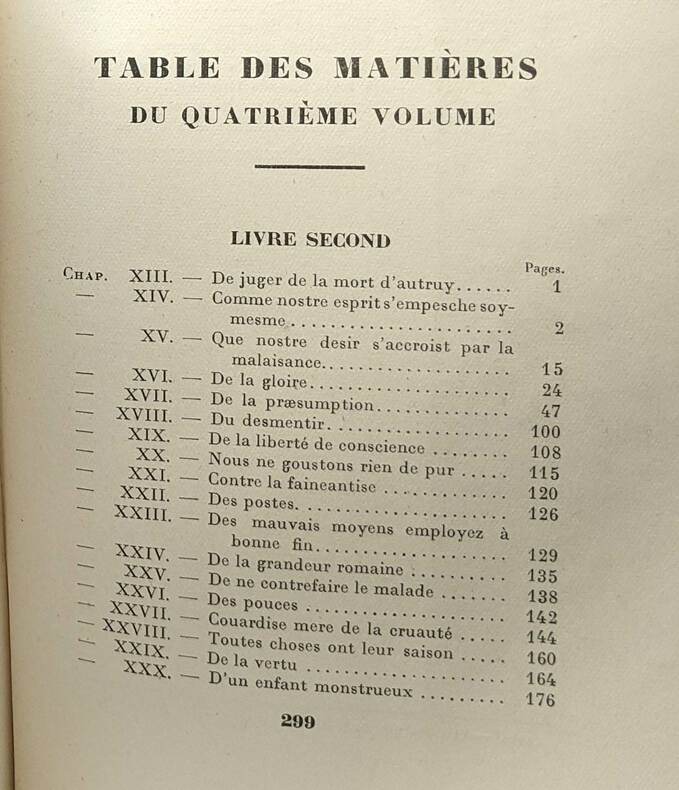 TABLE DES MATIÈRES
DU QUATRIÈME VOLUME
LIVRE SECOND
Pages.
CHAP. XIII. — De juger de la mort d'autruy...... 1
— XIV. — Comme nostre esprit s'empesche soy-
mesme ....................... 2
— XV. — Que nostre desir s'accroist par la
malaisance.................... 15
— XVI. — De la gloire...................... 24
— XVII. — De la præsumption.............. 47
— XVIII. — Du desmentir................... 100
— XIX. — De la liberté de conscience ........ 108
— XX. — Nous ne goustons rien de pur ..... 115
— XXI. — Contre la faineantise ............. 120
— XXII. — Des postes...................... 126
— XXIII. — Des mauvais moyens employez à
bonne fin.................... 129
— XXIV. — De la grandeur romaine .......... 135
— XXV. — De ne contrefaire le malade ....... 138
— XXVI. — Des pouces ..................... 142
— XXVII. — Couardise mere de la cruauté ..... 144
— XXVIII. — Toutes choses ont leur saison ..... 160
— XXIX. — De la vertu ..................... 164
— XXX. — D'un enfant monstrueux ......... 176
299